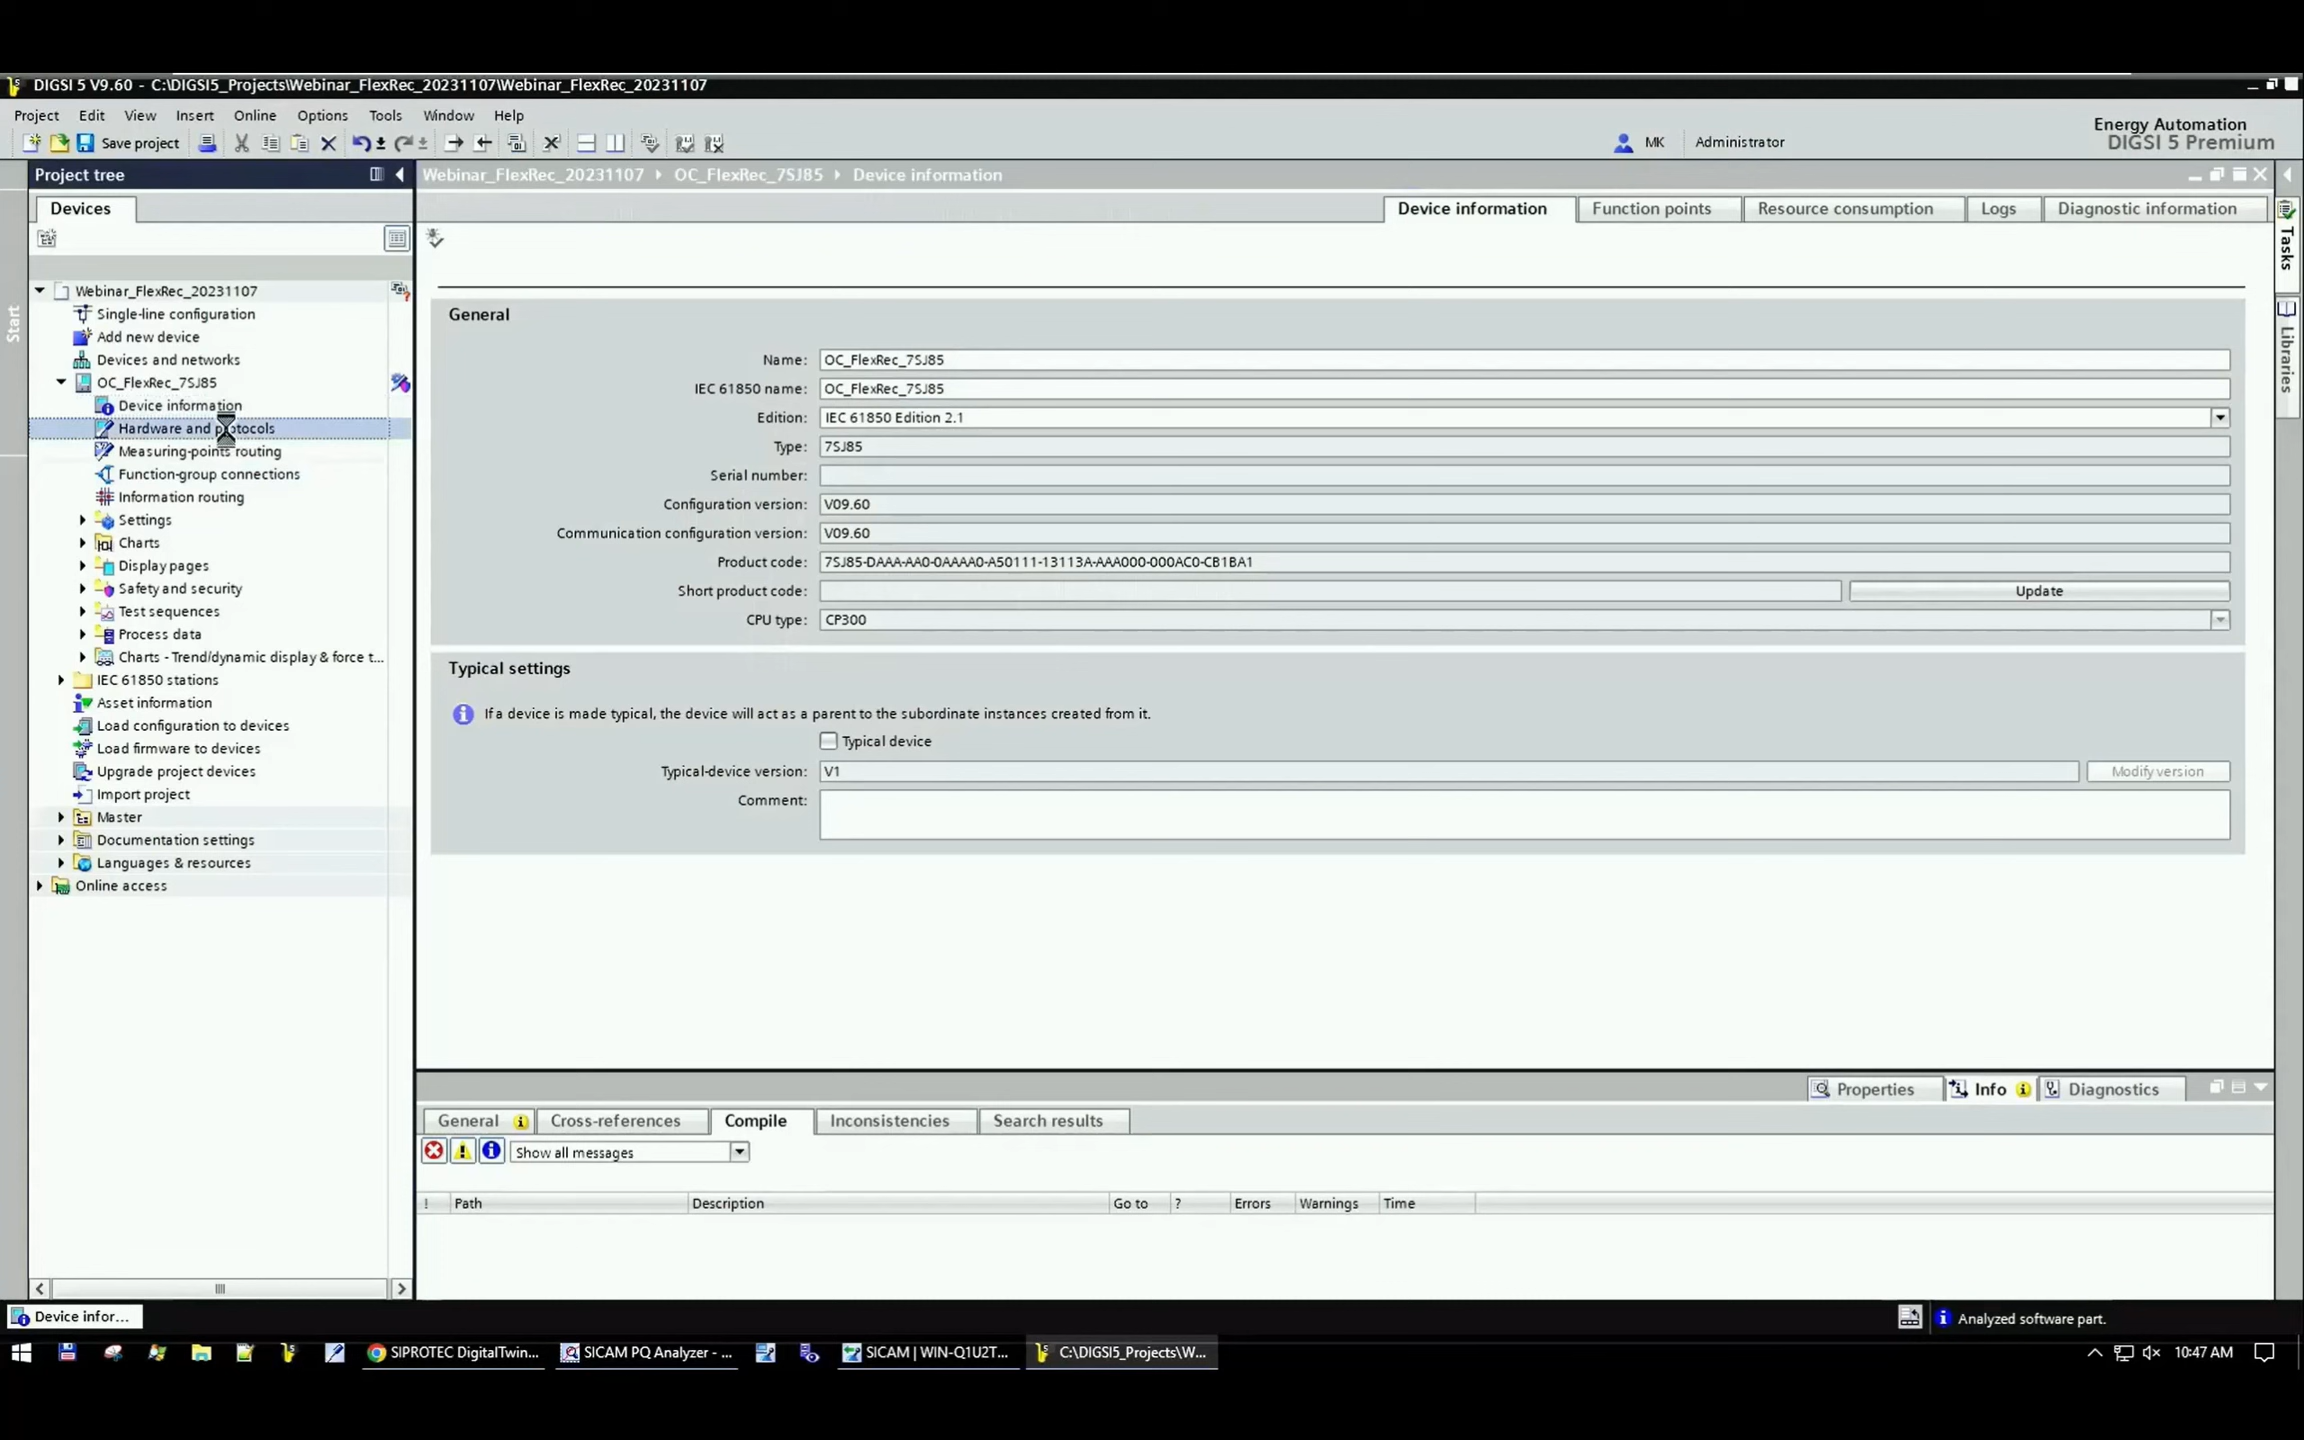 DIGSI 5 V9.60 - C:\DIGSI5_Projects\Webinar_FlexRec_20231107\Webinar_FlexRec_20231107
Project Edit View Insert Online Options Tools Window Help
Energy Automation
DIGSI 5 Premium
Save project
MK Administrator
Project tree
Webinar_FlexRec_20231107 OC_FlexRec_7SJ85 Device information
Devices
Device information Function points Resource consumption Logs Diagnostic information
Start
Tasks
Libraries
Webinar_FlexRec_20231107
Single-line configuration
Add new device
Devices and networks
OC_FlexRec_7SJ85
Device information
Hardware and protocols
Measuring-points routing
Function-group connections
Information routing
Settings
Charts
Display pages
Safety and security
Test sequences
Process data
Charts - Trend/dynamic display & force t...
IEC 61850 stations
Asset information
Load configuration to devices
Load firmware to devices
Upgrade project devices
Import project
Master
Documentation settings
Languages & resources
Online access
General
Name: OC_FlexRec_7SJ85
IEC 61850 name: OC_FlexRec_7SJ85
Edition: IEC 61850 Edition 2.1
Type: 7SJ85
Serial number:
Configuration version: V09.60
Communication configuration version: V09.60
Product code: 7SJ85-DAAA-AA0-0AAAA0-A50111-13113A-AAA000-000AC0-CB1BA1
Short product code: Update
CPU type: CP300
Typical settings
If a device is made typical, the device will act as a parent to the subordinate instances created from it.
Typical device
Typical-device version: V1 Modify version
Comment:
Properties Info Diagnostics
General Cross-references Compile Inconsistencies Search results
Show all messages
! Path Description Go to ? Errors Warnings Time
Device infor...
Analyzed software part.
SIPROTEC DigitalTwin... SICAM PQ Analyzer - ... SICAM | WIN-Q1U2T... C:\DIGSI5_Projects\W... 10:47 AM